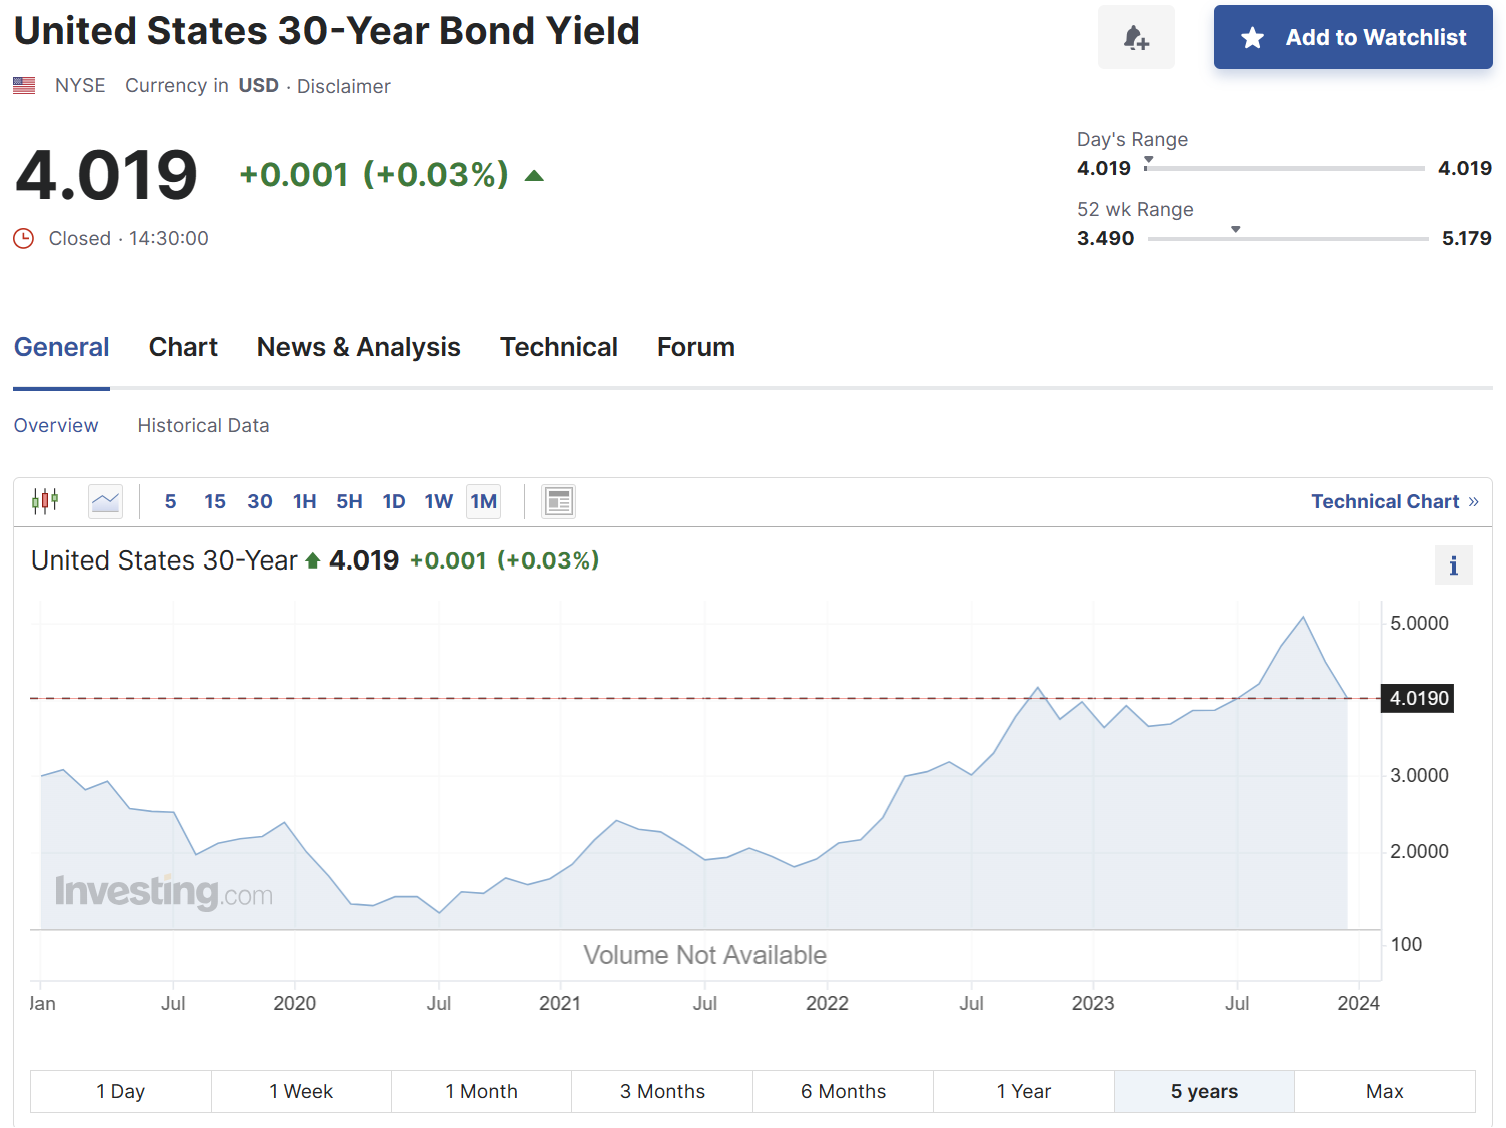 United States 30-Year Bond Yield
Add to Watchlist
NYSE Currency in USD · Disclaimer
4.019 +0.001 (+0.03%)
Closed · 14:30:00
Day's Range
4.019 4.019
52 wk Range
3.490 5.179
General Chart News & Analysis Technical Forum
Overview Historical Data
5 15 30 1H 5H 1D 1W 1M
Technical Chart »
United States 30-Year 4.019 +0.001 (+0.03%)
i
5.0000
4.0190
3.0000
2.0000
Investing.com
100
Volume Not Available
Jan Jul 2020 Jul 2021 Jul 2022 Jul 2023 Jul 2024
1 Day 1 Week 1 Month 3 Months 6 Months 1 Year 5 years Max